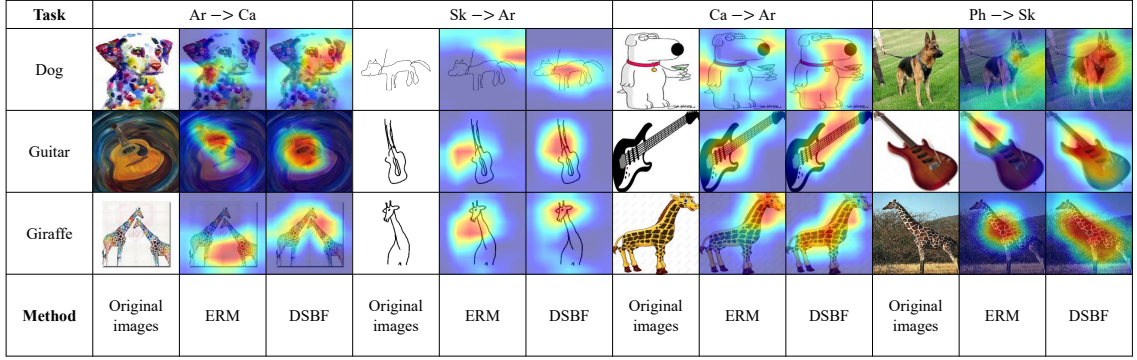 Task Ar −> Ca Sk −> Ar Ca −> Ar Ph −> Sk
Dog
Guitar
Giraffe
Method Original images ERM DSBF Original images ERM DSBF Original images ERM DSBF Original images ERM DSBF